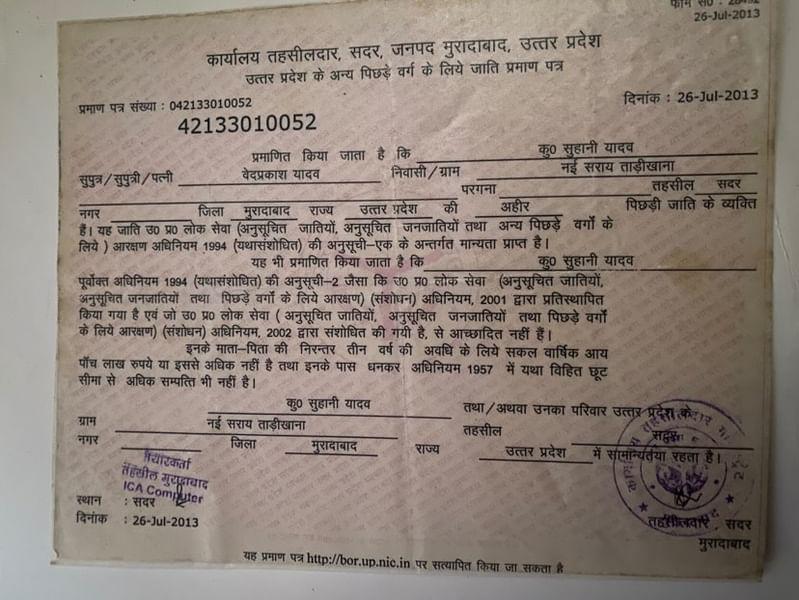 फाम सं0 :
26-Jul-2013
कार्यालय तहसीलदार, सदर, जनपद मुरादाबाद, उत्तर प्रदेश
उत्तर प्रदेश के अन्य पिछड़े वर्ग के लिये जाति प्रमाण पत्र
प्रमाण पत्र संख्या : 042133010052 दिनांक : 26-Jul-2013
42133010052
प्रमाणित किया जाता है कि कु0 सुहानी यादव
सुपुत्र/सुपुत्री/पत्नी वेदप्रकाश यादव निवासी/ग्राम नई सराय ताड़ीखाना
परगना तहसील सदर
नगर जिला मुरादाबाद राज्य उत्तर प्रदेश की अहीर पिछड़ी जाति के व्यक्ति
हैं। यह जाति उ० प्र० लोक सेवा (अनुसूचित जातियों, अनुसूचित जनजातियों तथा अन्य पिछड़े वर्गों के
लिये ) आरक्षण अधिनियम 1994 (यथासंशोधित) की अनुसूची-एक के अन्तर्गत मान्यता प्राप्त है।
यह भी प्रमाणित किया जाता है कि कु0 सुहानी यादव
पूर्वोक्त अधिनियम 1994 (यथासंशोधित) की अनुसूची-2 जैसा कि उ० प्र० लोक सेवा (अनुसूचित जातियों,
अनुसूचित जनजातियों तथा पिछड़े वर्गों के लिये आरक्षण) (संशोधन) अधिनियम, 2001 द्वारा प्रतिस्थापित
किया गया है एवं जो उ० प्र० लोक सेवा ( अनुसूचित जातियों, अनुसूचित जनजातियों तथा पिछड़े वर्गों
के लिए आरक्षण) (संशोधन) अधिनियम, 2002 द्वारा संशोधित की गयी है, से आच्छादित नहीं हैं।
इनके माता-पिता की निरन्तर तीन वर्ष की अवधि के लिये सकल वार्षिक आय
पाँच लाख रुपये या इससे अधिक नहीं है तथा इनके पास धनकर अधिनियम 1957 में यथा विहित छूट
सीमा से अधिक सम्पत्ति भी नहीं है।
कु0 सुहानी यादव तथा/अथवा उनका परिवार उत्तर प्रदेश के
ग्राम नई सराय ताड़ीखाना तहसील सदर
नगर जिला मुरादाबाद राज्य उत्तर प्रदेश में सामान्यतया रहता है।
तैयारकर्ता
तहसील मुरादाबाद
ICA Computer
स्थान : सदर
दिनांक : 26-Jul-2013
तहसीलदार, सदर
मुरादाबाद
यह प्रमाण पत्र http://bor.up.nic.in पर सत्यापित किया जा सकता है